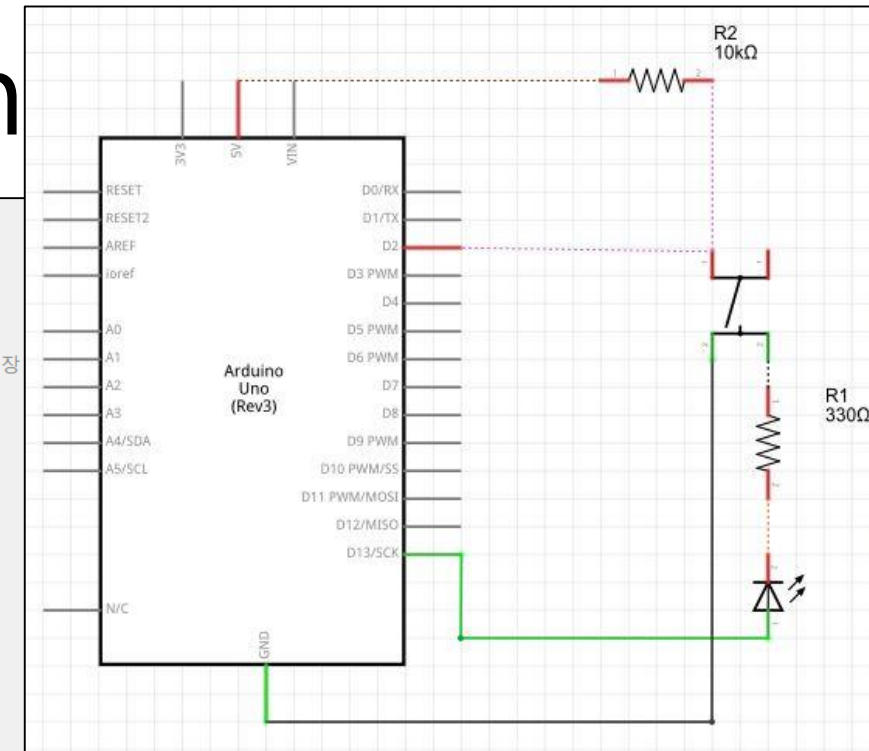 n
R2
10kΩ
1
2
3V3
5V
VIN
RESET
RESET2
AREF
ioref
A0
A1
A2
A3
A4/SDA
A5/SCL
N/C
Arduino
Uno
(Rev3)
D0/RX
D1/TX
D2
D3 PWM
D4
D5 PWM
D6 PWM
D7
D8
D9 PWM
D10 PWM/SS
D11 PWM/MOSI
D12/MISO
D13/SCK
GND
R1
330Ω
장